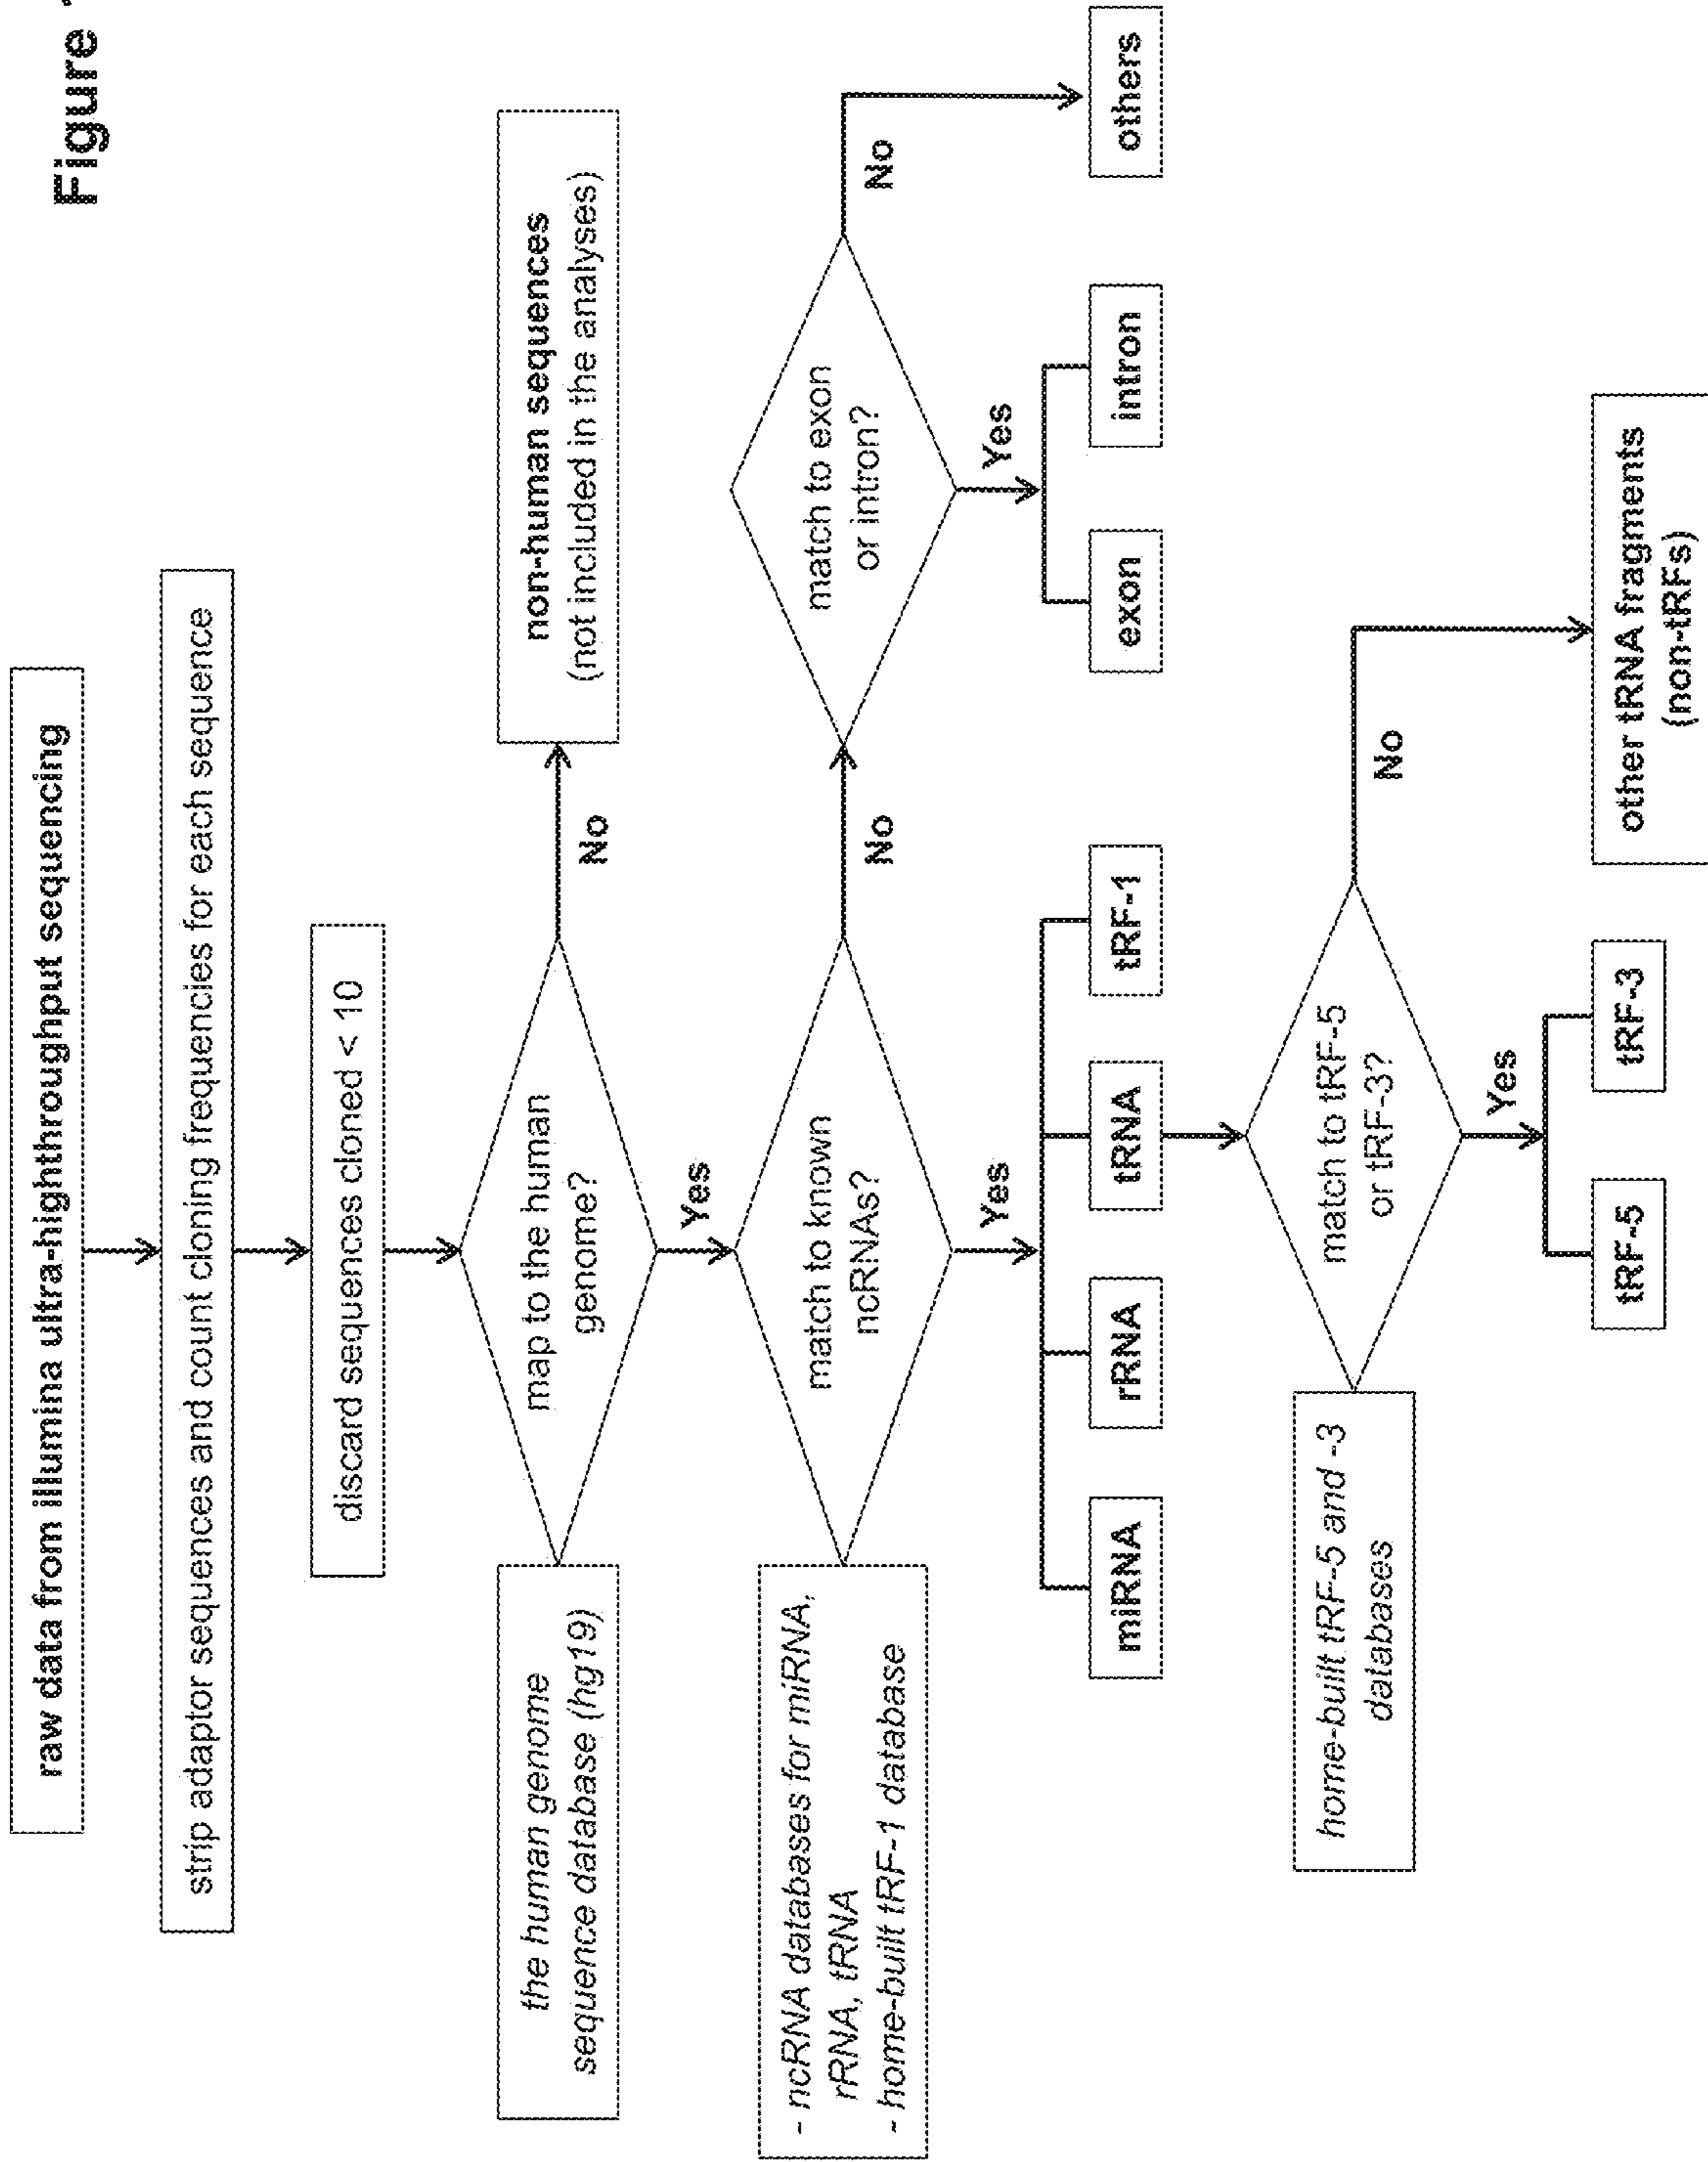 Figure
raw data from illumina ultra-highthroughput sequencing
strip adaptor sequences and count cloning frequencies for each sequence
discard sequences cloned < 10
the human genome
sequence database (hg19)
map to the human
genome?
No
non-human sequences
(not included in the analyses)
Yes
- ncRNA databases for miRNA,
rRNA, tRNA
- home-built tRF-1 database
match to known
ncRNAs?
No
match to exon
or intron?
No
Yes
Yes
miRNA
rRNA
tRNA
tRF-1
exon
intron
others
home-built tRF-5 and -3
databases
match to tRF-5
or tRF-3?
No
Yes
tRF-5
tRF-3
other tRNA fragments
(non-tRFs)